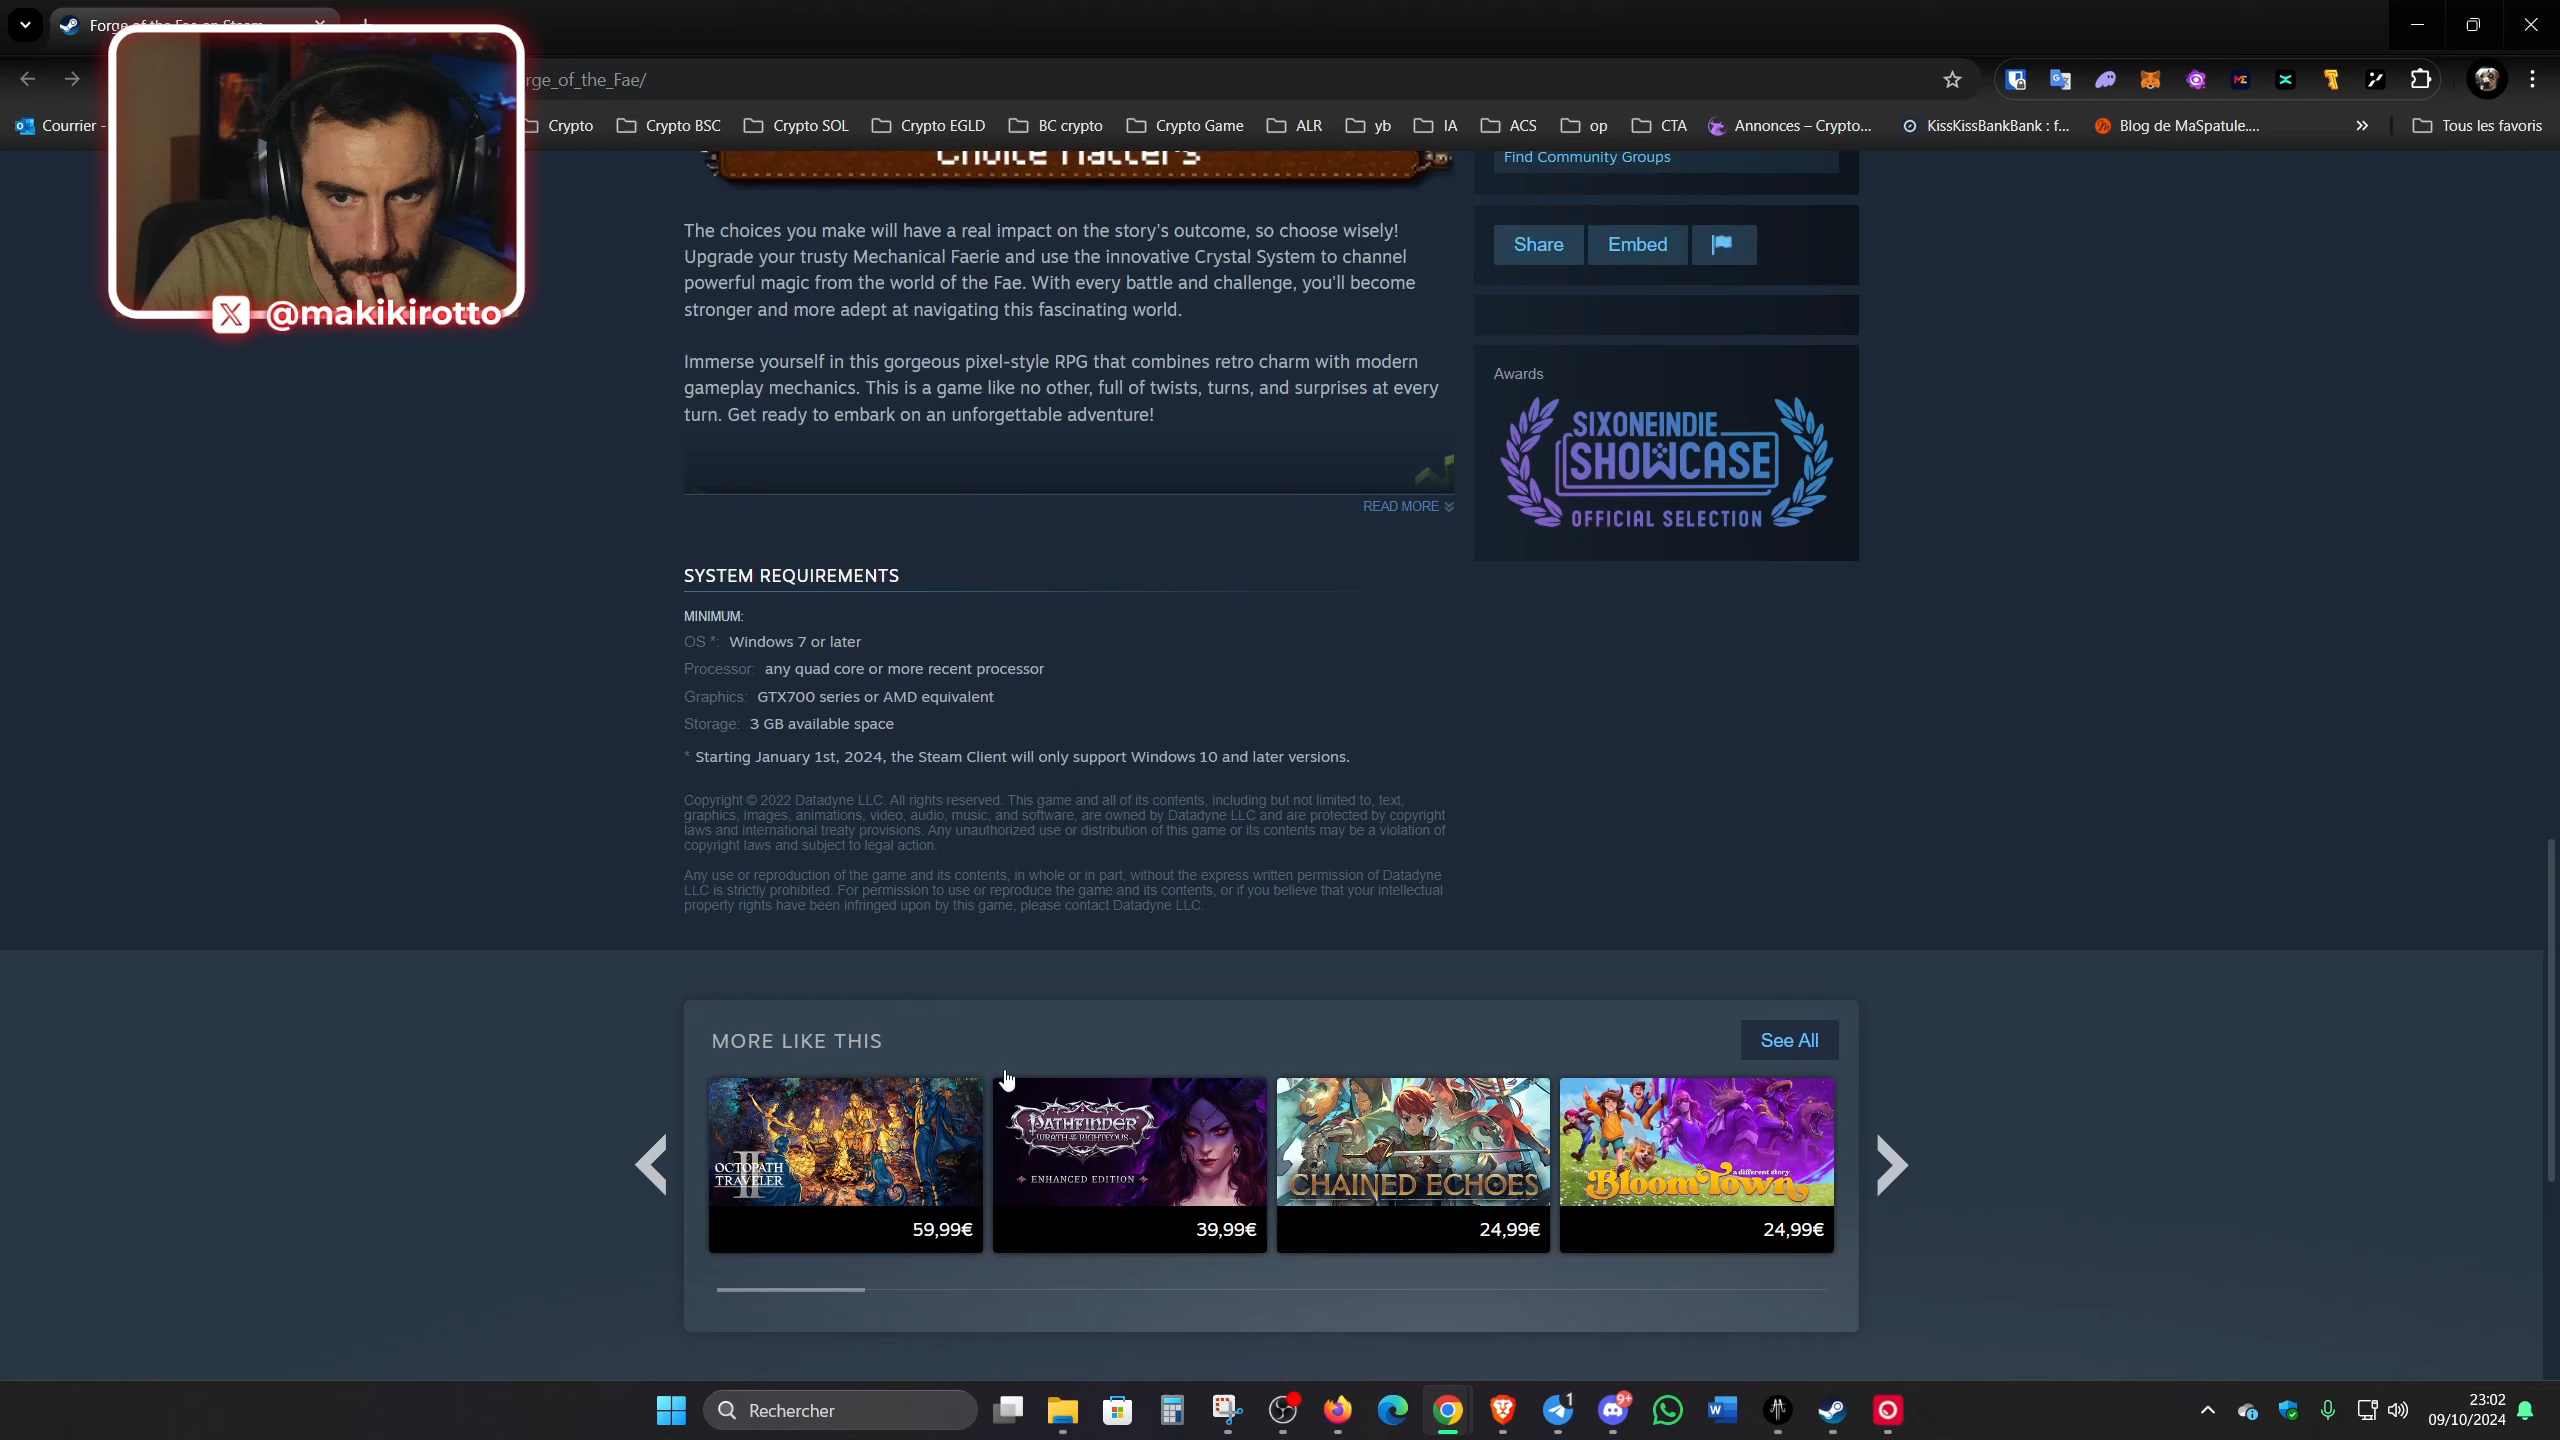 Forge of the Fae on Steam
rge_of_the_Fae/
Courrier -
Crypto
Crypto BSC
Crypto SOL
Crypto EGLD
BC crypto
Crypto Game
ALR
yb
IA
ACS
op
CTA
Annonces – Crypto...
KissKissBankBank : f...
Blog de MaSpatule....
Tous les favoris
@makikirotto
Choice Matters
Find Community Groups
The choices you make will have a real impact on the story's outcome, so choose wisely!
Upgrade your trusty Mechanical Faerie and use the innovative Crystal System to channel
powerful magic from the world of the Fae. With every battle and challenge, you'll become
stronger and more adept at navigating this fascinating world.
Share
Embed
Immerse yourself in this gorgeous pixel-style RPG that combines retro charm with modern
gameplay mechanics. This is a game like no other, full of twists, turns, and surprises at every
turn. Get ready to embark on an unforgettable adventure!
READ MORE
Awards
SIXONEINDIE
SHOWCASE
OFFICIAL SELECTION
SYSTEM REQUIREMENTS
MINIMUM:
OS *: Windows 7 or later
Processor: any quad core or more recent processor
Graphics: GTX700 series or AMD equivalent
Storage: 3 GB available space
* Starting January 1st, 2024, the Steam Client will only support Windows 10 and later versions.
Copyright © 2022 Datadyne LLC. All rights reserved. This game and all of its contents, including but not limited to, text,
graphics, images, animations, video, audio, music, and software, are owned by Datadyne LLC and are protected by copyright
laws and international treaty provisions. Any unauthorized use or distribution of this game or its contents may be a violation of
copyright laws and subject to legal action.
Any use or reproduction of the game and its contents, in whole or in part, without the express written permission of Datadyne
LLC is strictly prohibited. For permission to use or reproduce the game and its contents, or if you believe that your intellectual
property rights have been infringed upon by this game, please contact Datadyne LLC.
MORE LIKE THIS
See All
OCTOPATH
TRAVELER
II
59,99€
PATHFINDER
WRATH OF THE RIGHTEOUS
ENHANCED EDITION
39,99€
CHAINED ECHOES
24,99€
a different story
BloomTown
24,99€
Rechercher
1
9+
23:02
09/10/2024